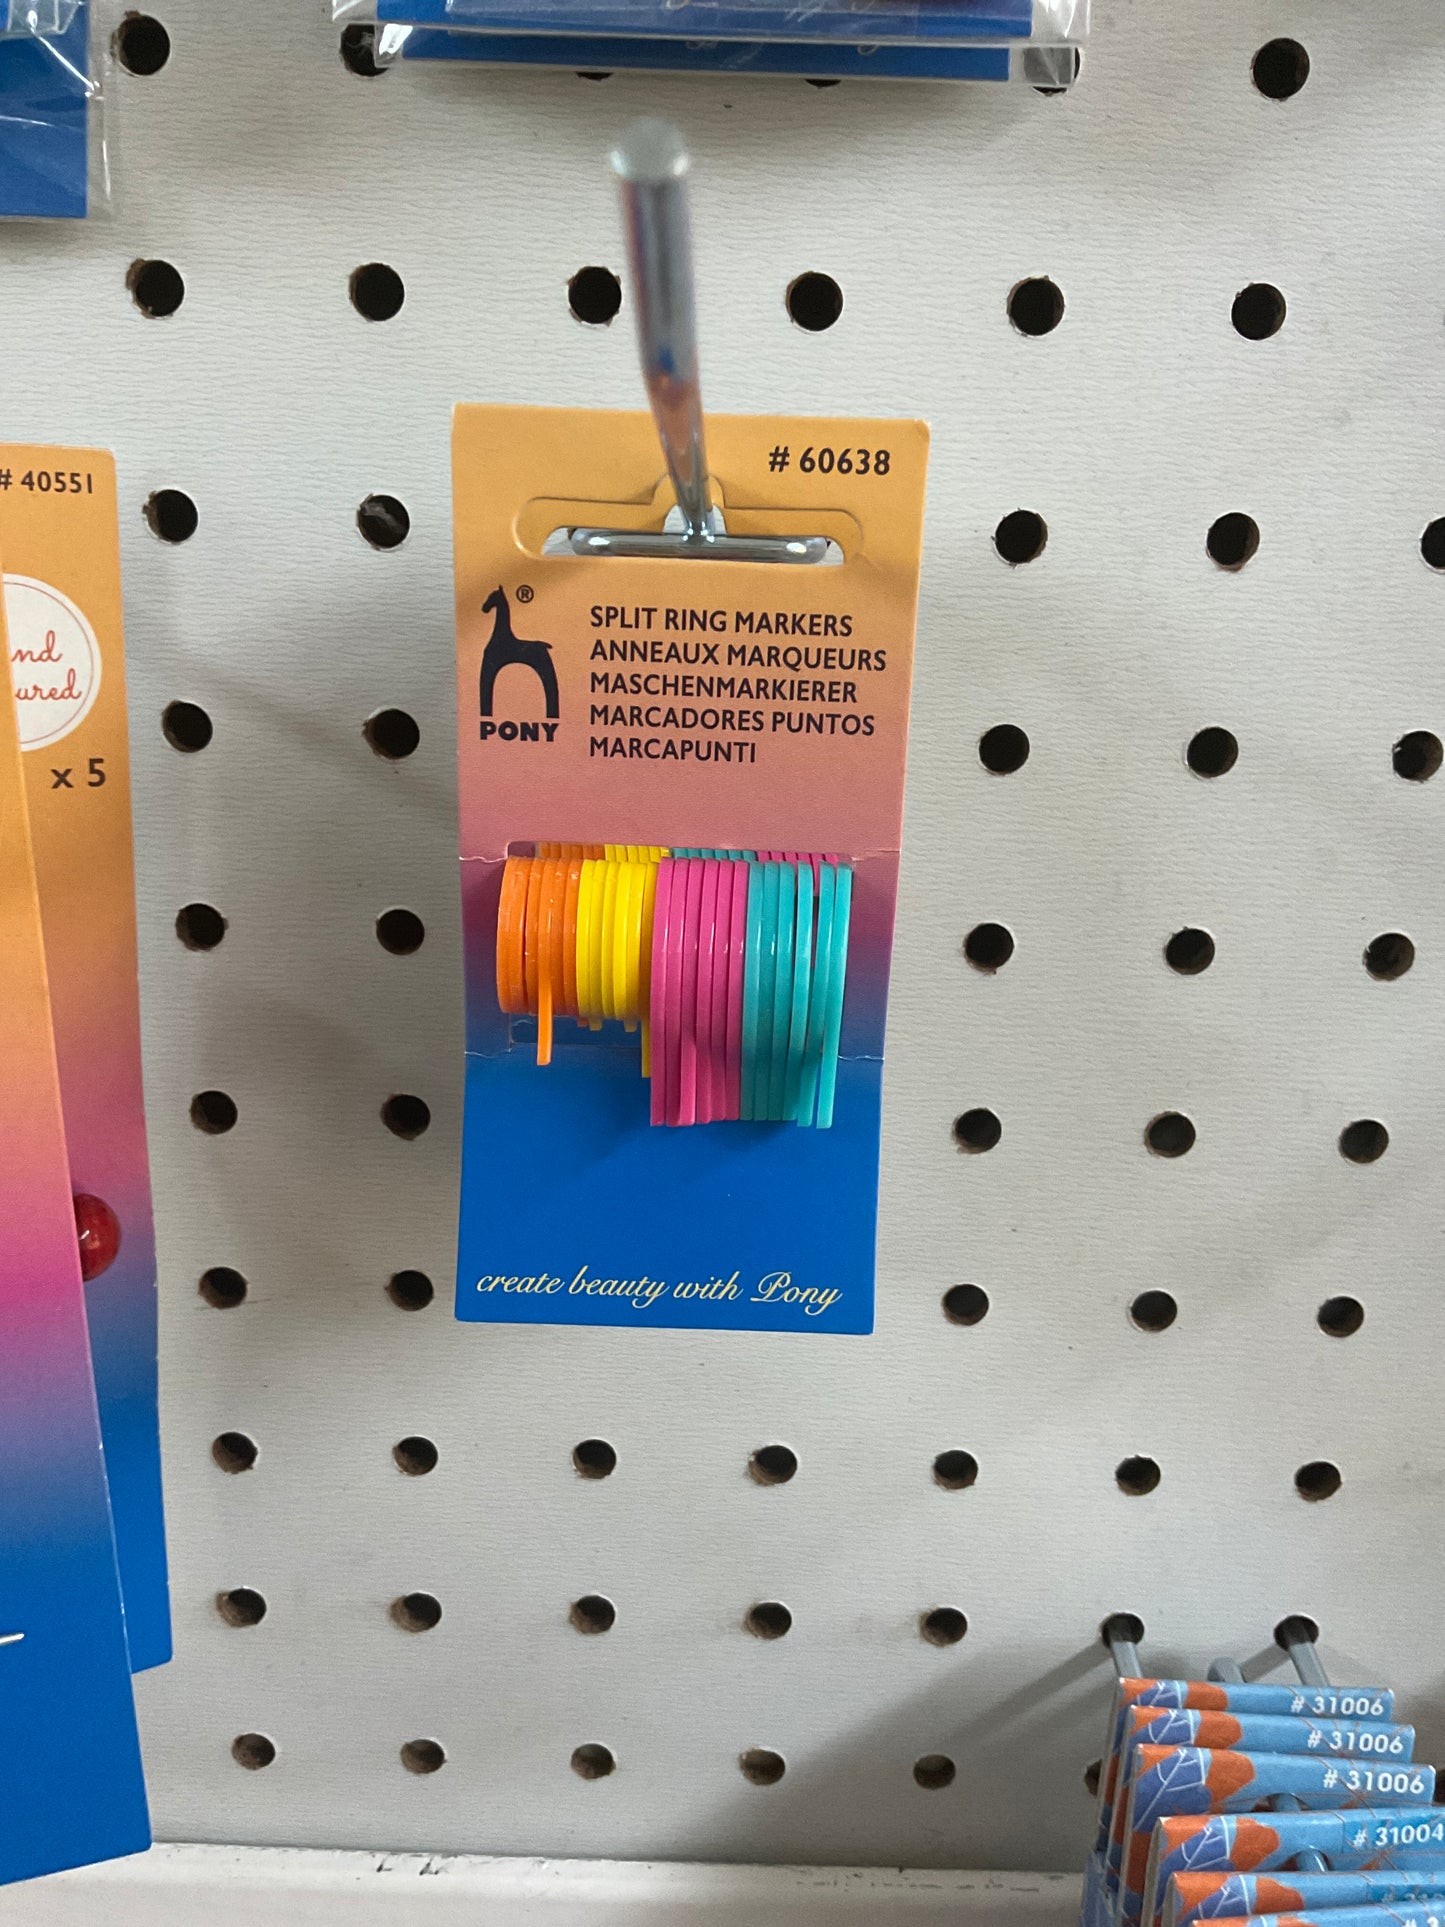 # 60638
®
SPLIT RING MARKERS
ANNEAUX MARQUEURS
MASCHENMARKIERER
MARCADORES PUNTOS
MARCAPUNTI
PONY
create beauty with Pony
# 40551
x 5
# 31006
# 31006
# 31006
# 31004